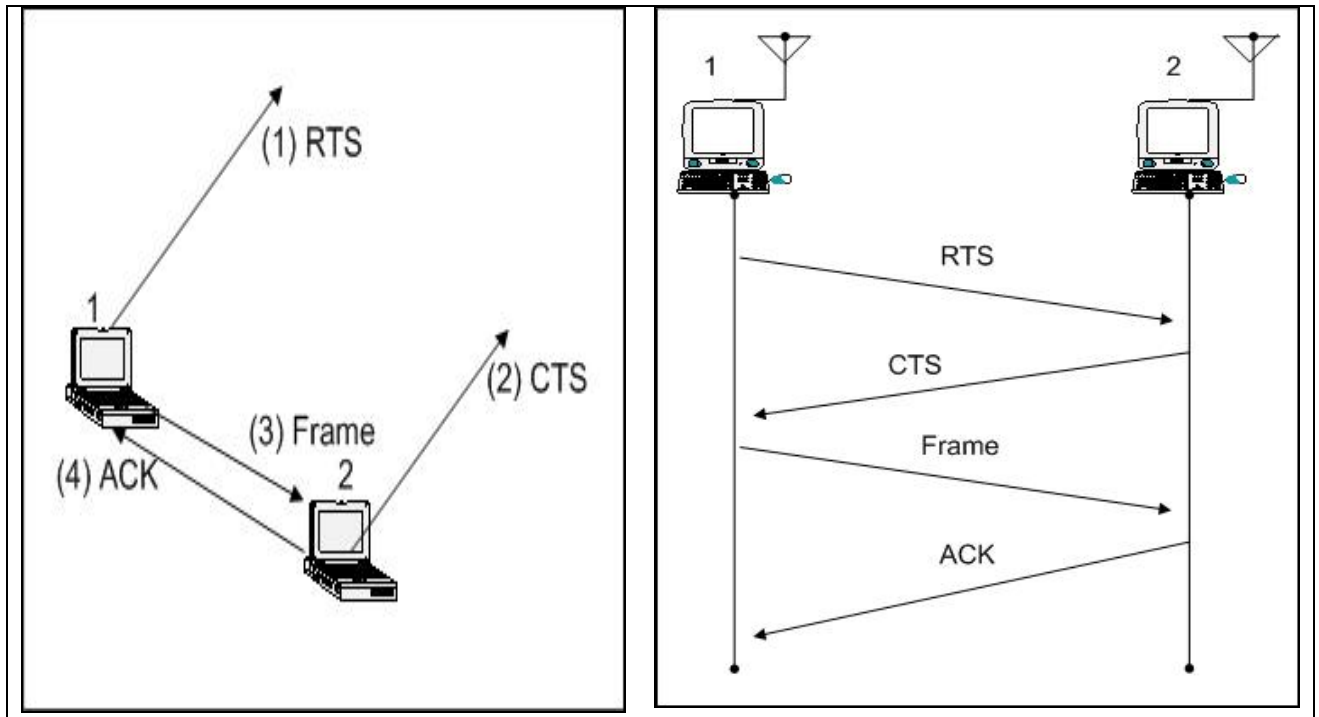 (1) RTS
1
(2) CTS
(3) Frame
(4) ACK
2
1
2
RTS
CTS
Frame
ACK